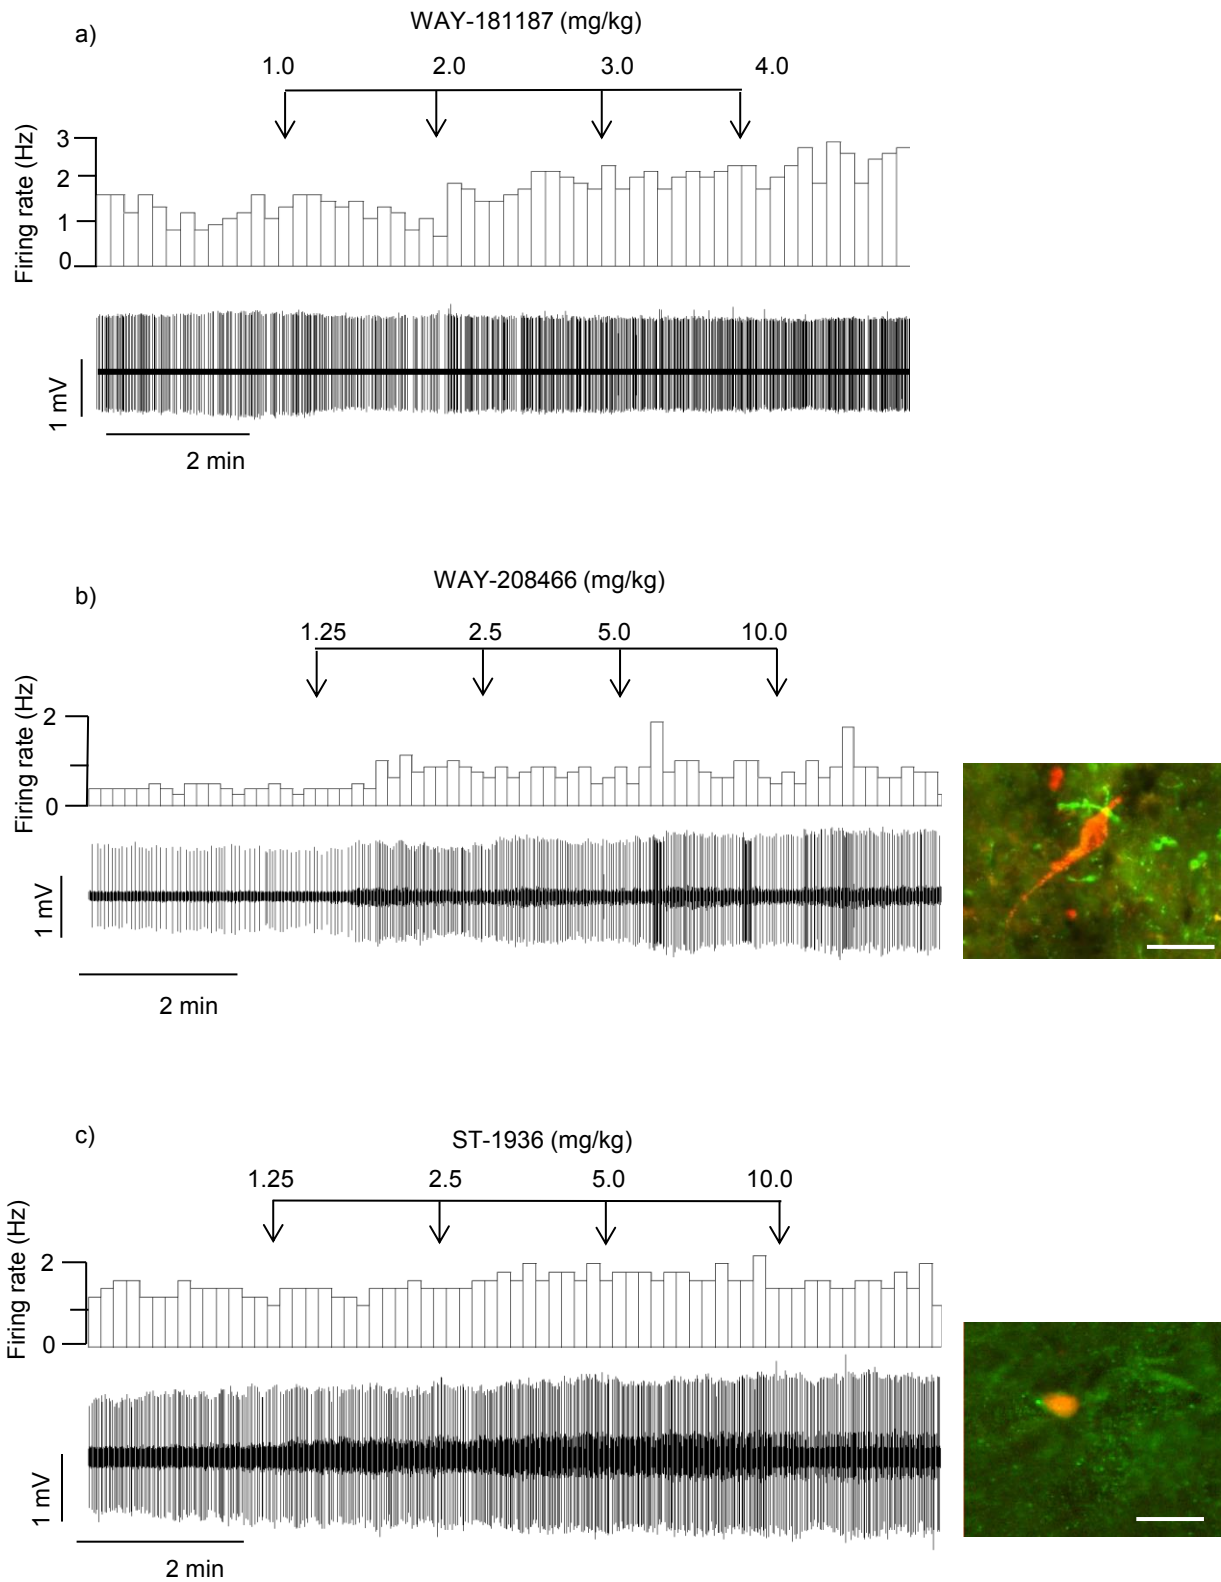 a)
WAY-181187 (mg/kg)
1.0 2.0 3.0 4.0
Firing rate (Hz)
3
2
1
0
1 mV
2 min
b)
WAY-208466 (mg/kg)
1.25 2.5 5.0 10.0
Firing rate (Hz)
2
0
1 mV
2 min
c)
ST-1936 (mg/kg)
1.25 2.5 5.0 10.0
Firing rate (Hz)
2
0
1 mV
2 min